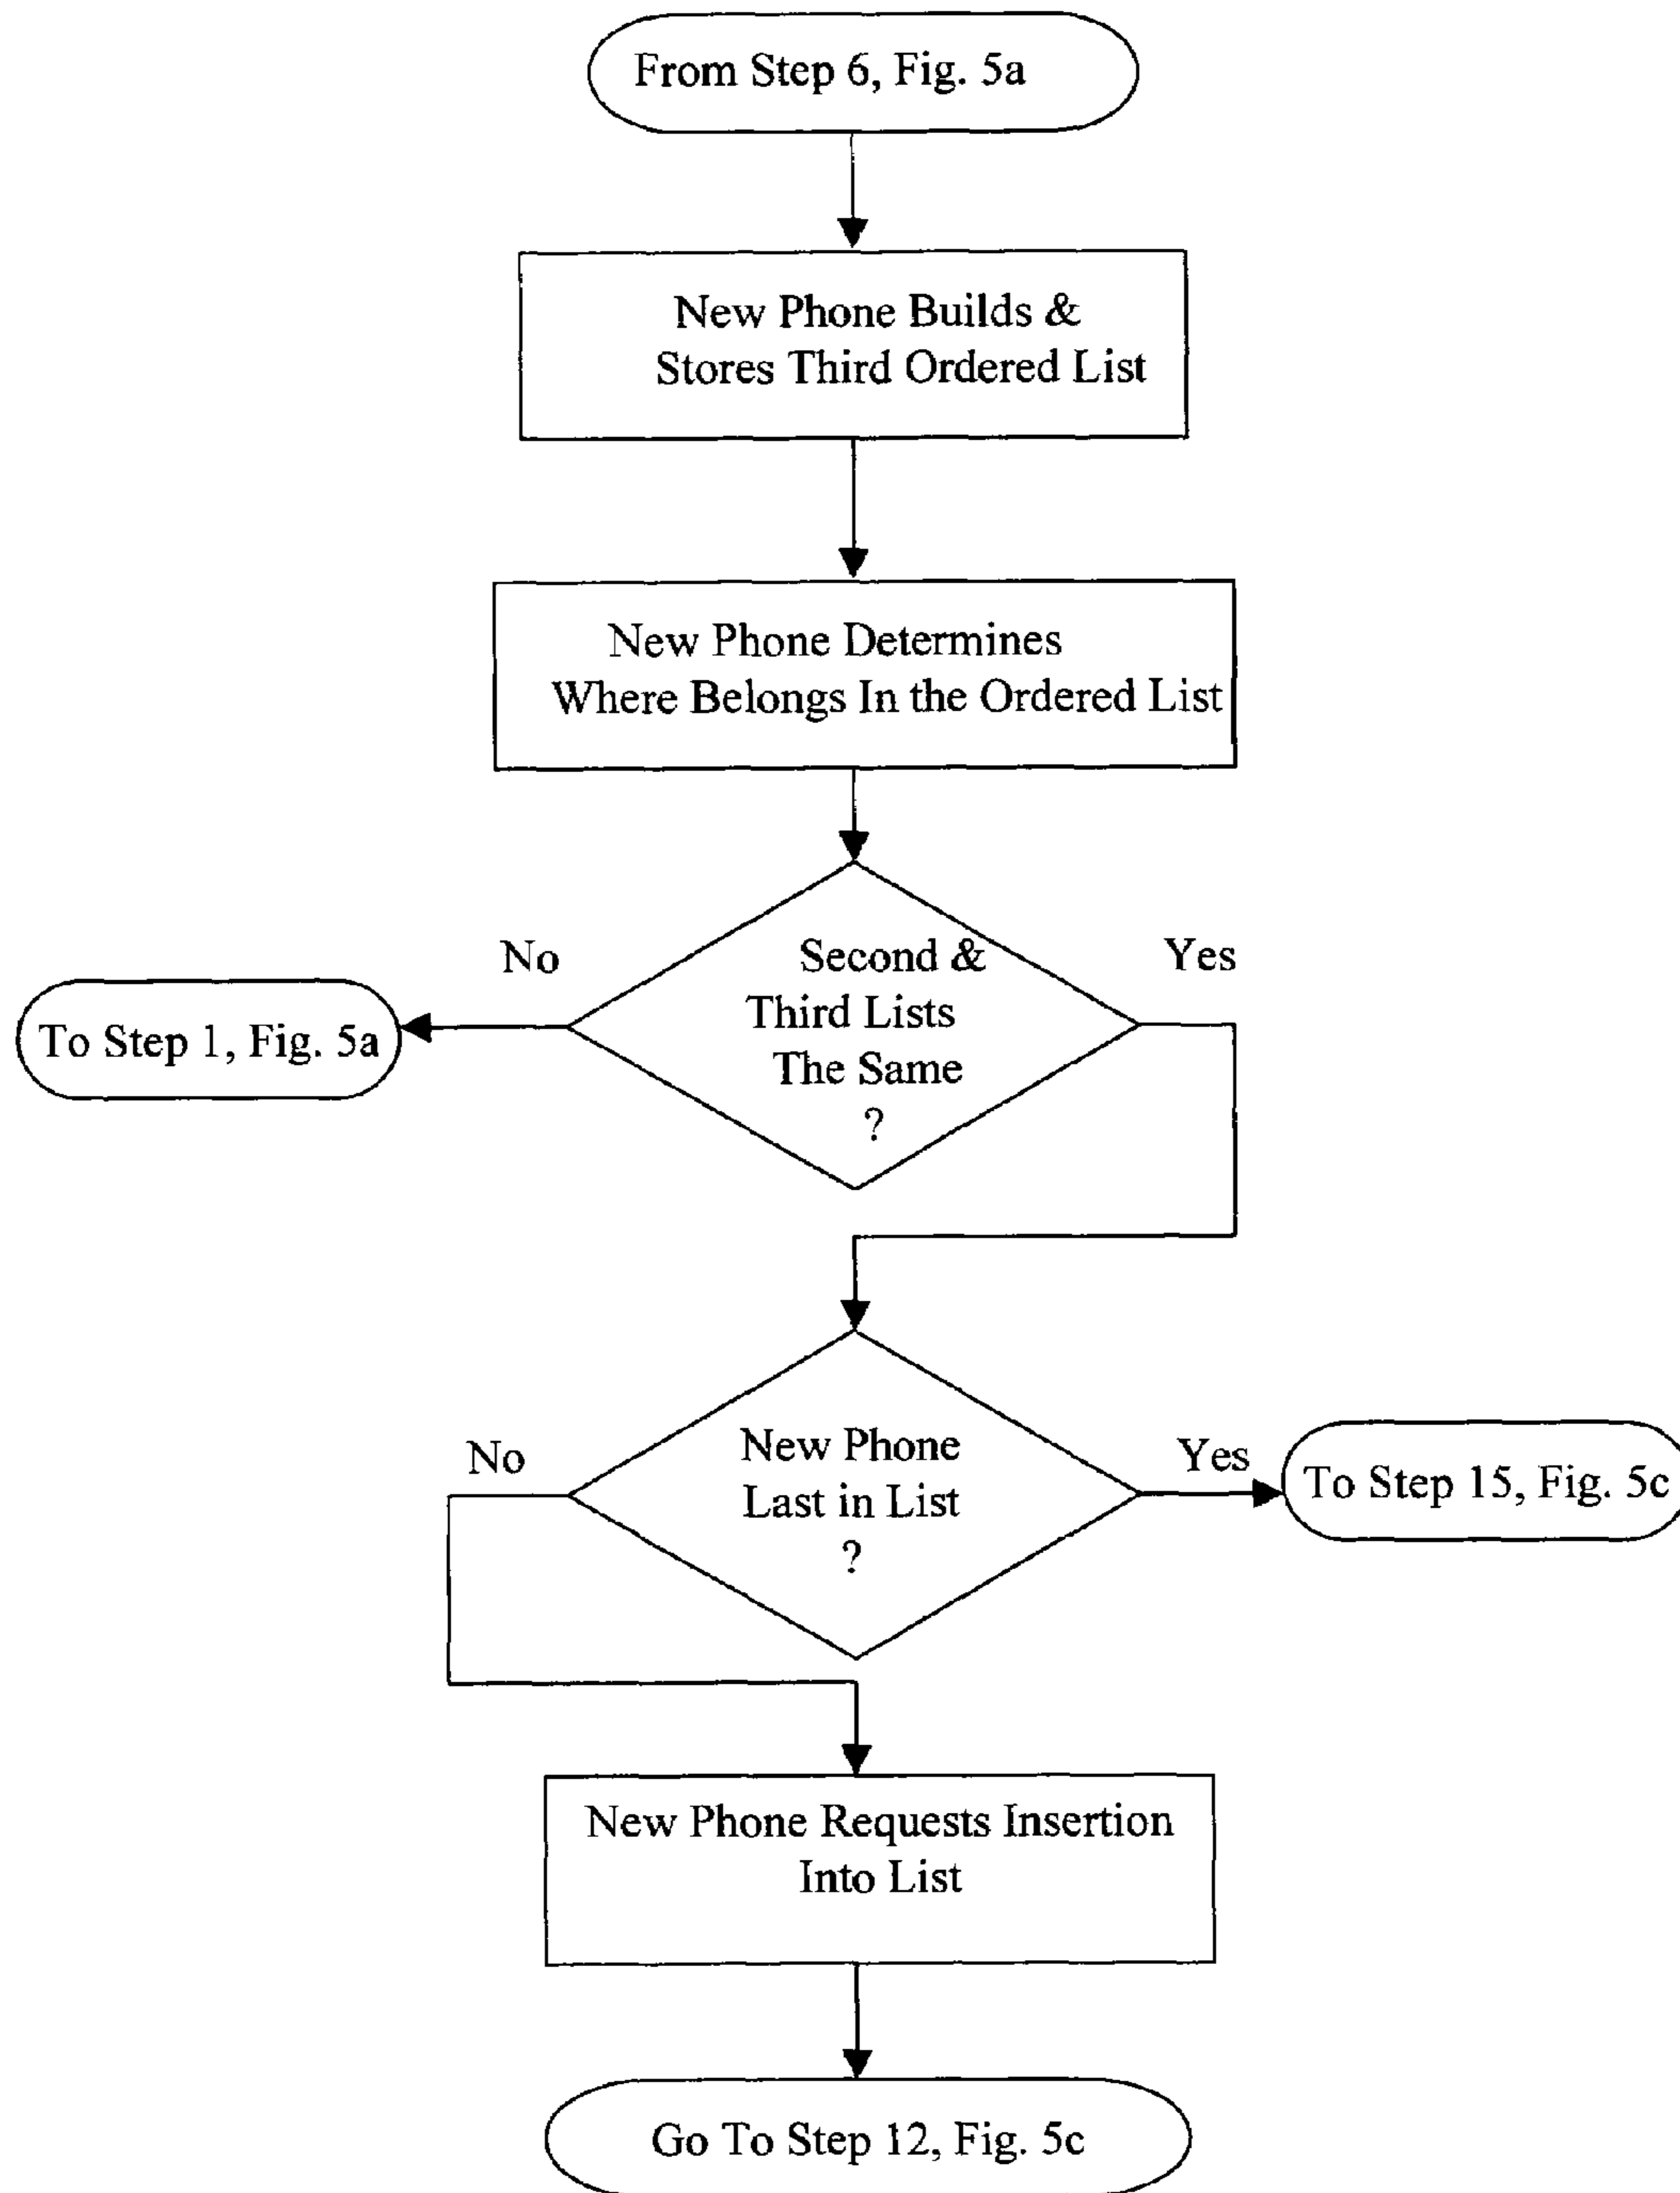 From Step 6, Fig. 5a
New Phone Builds &
Stores Third Ordered List
New Phone Determines
Where Belongs In the Ordered List
No
Yes
Second &
Third Lists
The Same
?
To Step 1, Fig. 5a
No
Yes
New Phone
Last in List
?
To Step 15, Fig. 5c
New Phone Requests Insertion
Into List
Go To Step 12, Fig. 5c